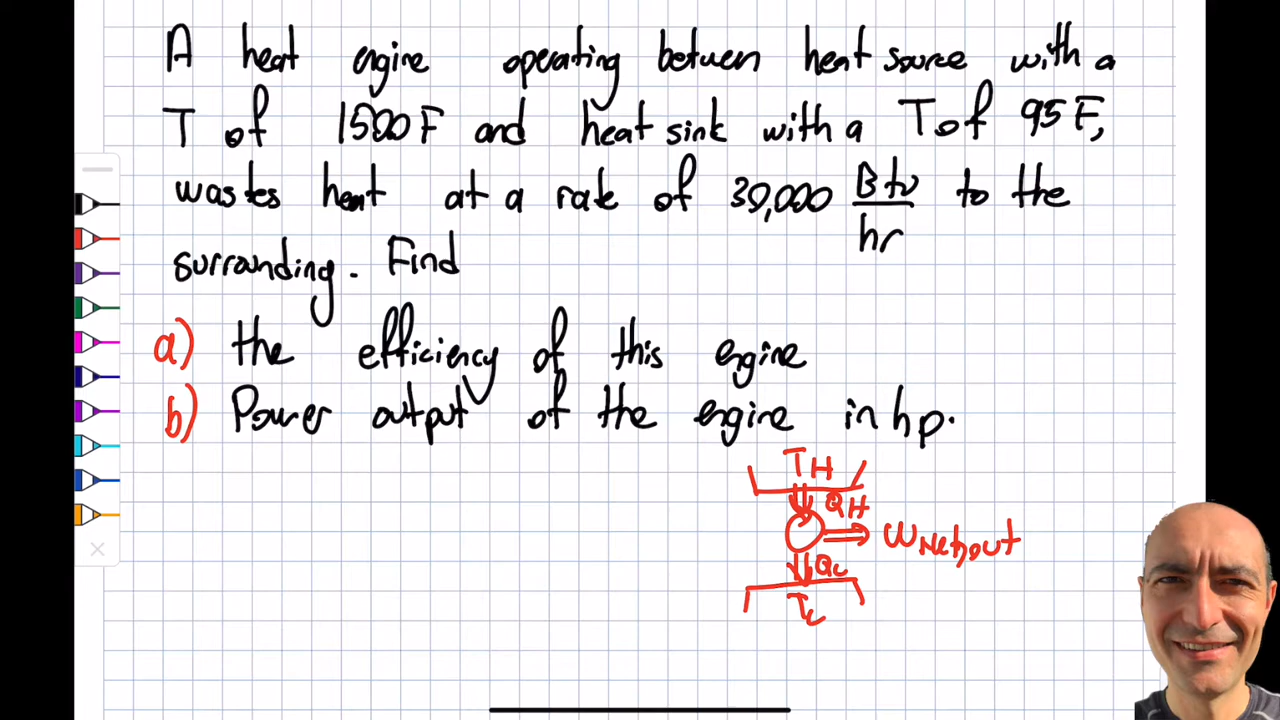 A heat engine operating between heat source with a
T of 1500 F and heat sink with a T of 95 F,
wastes heat at a rate of 30,000 Btu/hr to the
surranding. Find
a) the efficiency of this engine
b) Power output of the engine in hp.
TH
QH
WNet,out
QL
TL